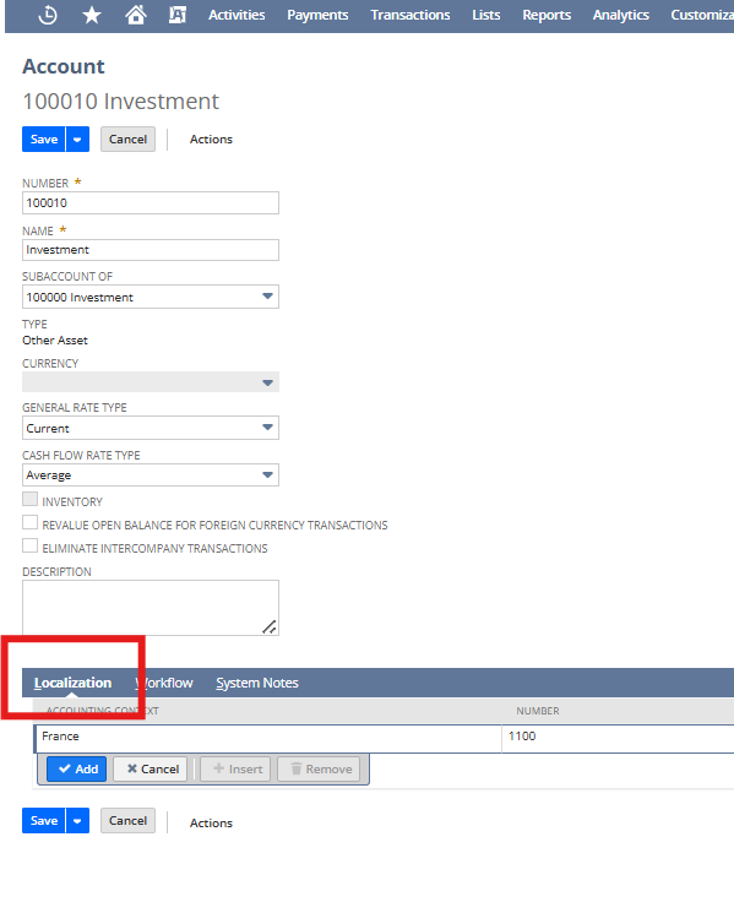 Activities Payments Transactions Lists Reports Analytics Customiza
Account
100010 Investment
Save Cancel Actions
NUMBER *
100010
NAME *
Investment
SUBACCOUNT OF
100000 Investment
TYPE
Other Asset
CURRENCY
GENERAL RATE TYPE
Current
CASH FLOW RATE TYPE
Average
INVENTORY
REVALUE OPEN BALANCE FOR FOREIGN CURRENCY TRANSACTIONS
ELIMINATE INTERCOMPANY TRANSACTIONS
DESCRIPTION
Localization Workflow System Notes
ACCOUNTING CONTEXT NUMBER
France 1100
Add Cancel Insert Remove
Save Cancel Actions